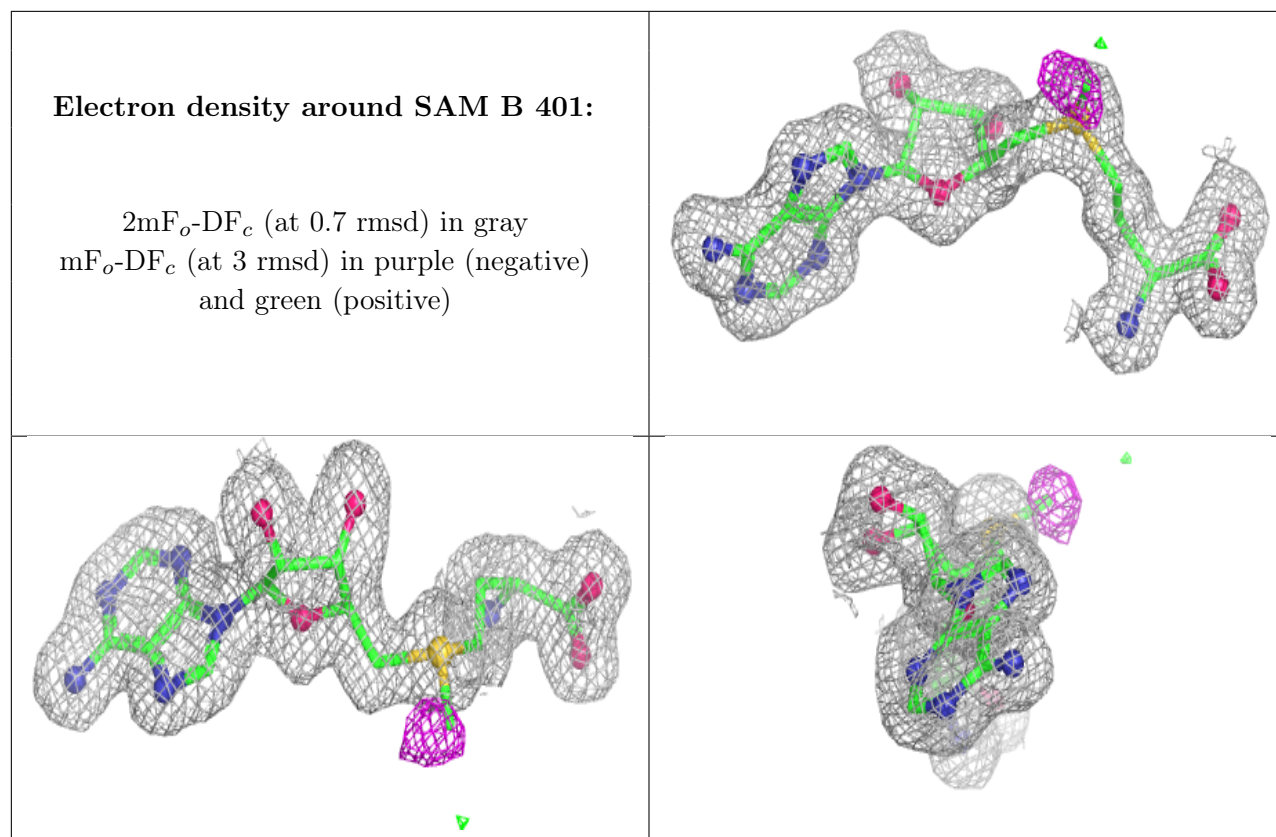 Electron density around SAM B 401:
2mFo-DFc (at 0.7 rmsd) in gray
mFo-DFc (at 3 rmsd) in purple (negative)
and green (positive)